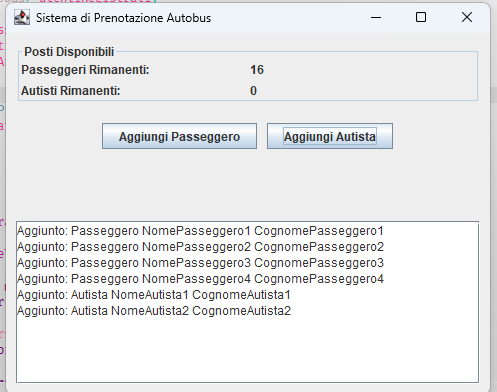 Sistema di Prenotazione Autobus
Posti Disponibili
Passeggeri Rimanenti: 16
Autisti Rimanenti: 0
Aggiungi Passeggero Aggiungi Autista
Aggiunto: Passeggero NomePasseggero1 CognomePasseggero1
Aggiunto: Passeggero NomePasseggero2 CognomePasseggero2
Aggiunto: Passeggero NomePasseggero3 CognomePasseggero3
Aggiunto: Passeggero NomePasseggero4 CognomePasseggero4
Aggiunto: Autista NomeAutista1 CognomeAutista1
Aggiunto: Autista NomeAutista2 CognomeAutista2